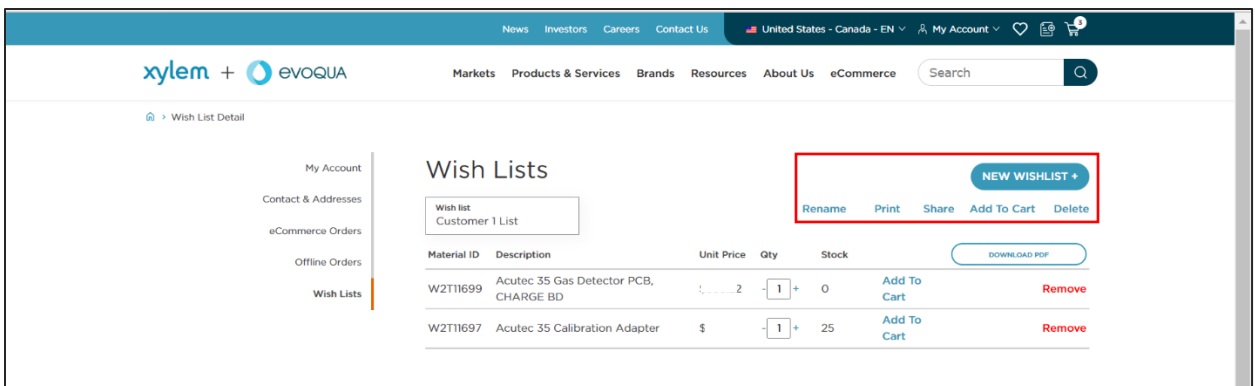 News Investors Careers Contact Us United States - Canada - EN My Account 3
xylem + evoqua
Markets Products & Services Brands Resources About Us eCommerce Search
> Wish List Detail
My Account
Contact & Addresses
eCommerce Orders
Offline Orders
Wish Lists
Wish Lists
NEW WISHLIST +
Wish list
Customer 1 List
Rename Print Share Add To Cart Delete
Material ID Description Unit Price Qty Stock DOWNLOAD PDF
W2T11699 Acutec 35 Gas Detector PCB, CHARGE BD 2 - 1 + 0 Add To Cart Remove
W2T11697 Acutec 35 Calibration Adapter $ - 1 + 25 Add To Cart Remove